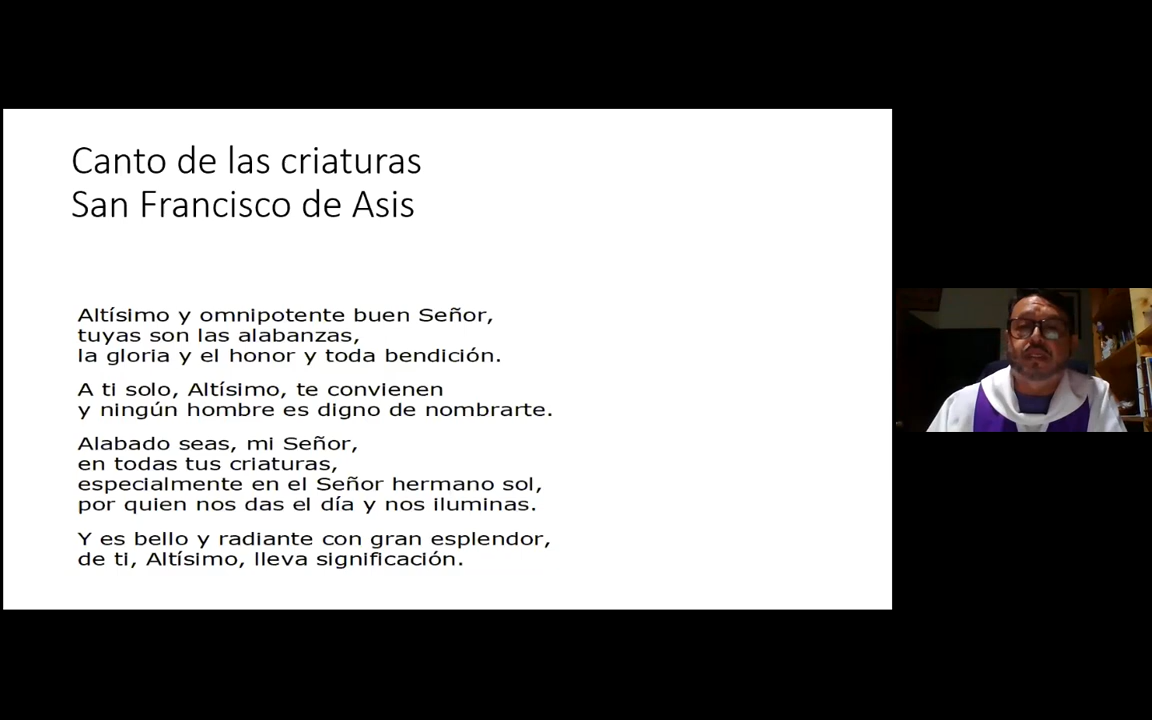 Canto de las criaturas
San Francisco de Asis
Altísimo y omnipotente buen Señor,
tuyas son las alabanzas,
la gloria y el honor y toda bendición.
A ti solo, Altísimo, te convienen
y ningún hombre es digno de nombrarte.
Alabado seas, mi Señor,
en todas tus criaturas,
especialmente en el Señor hermano sol,
por quien nos das el día y nos iluminas.
Y es bello y radiante con gran esplendor,
de ti, Altísimo, lleva significación.